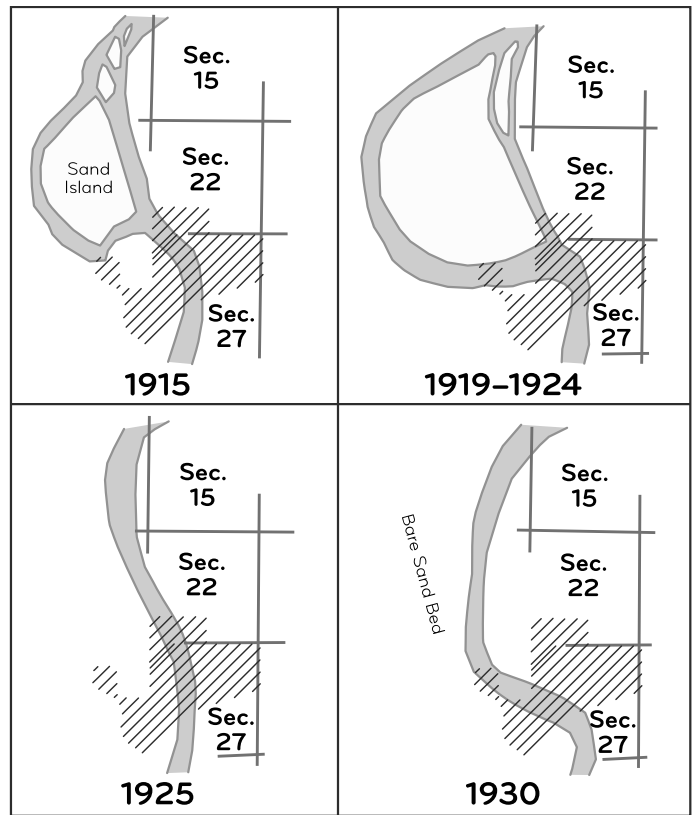 Sec.
15
Sec.
22
Sand
Island
Sec.
27
1915
Sec.
15
Sec.
22
Sec.
27
1919–1924
Sec.
15
Sec.
22
Sec.
27
1925
Sec.
15
Bare Sand Bed
Sec.
22
Sec.
27
1930